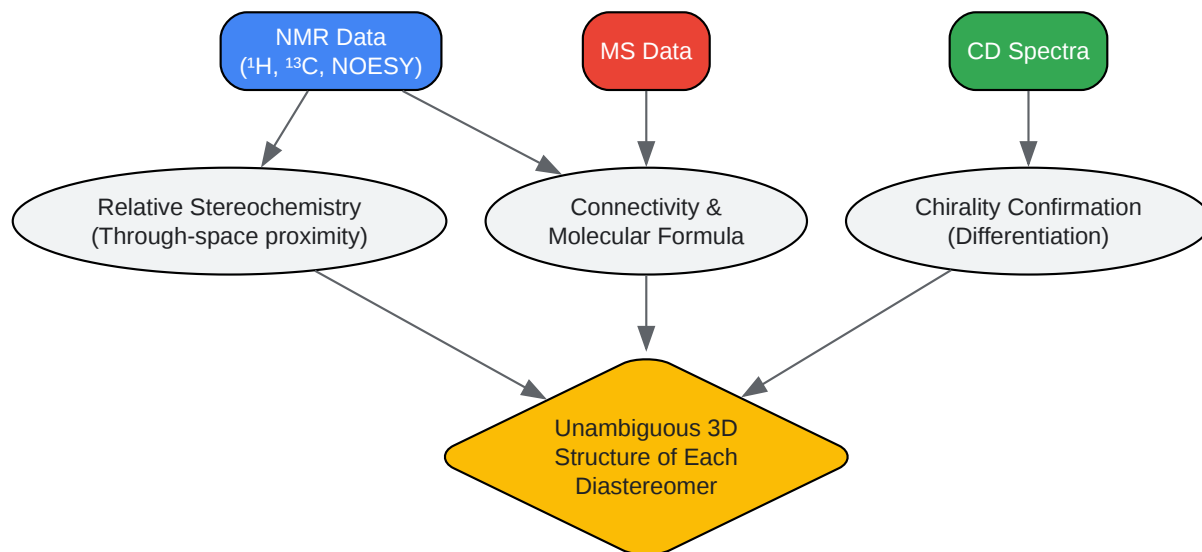 NMR Data
(¹H, ¹³C, NOESY)
MS Data
CD Spectra
Relative Stereochemistry
(Through-space proximity)
Connectivity &
Molecular Formula
Chirality Confirmation
(Differentiation)
Unambiguous 3D
Structure of Each
Diastereomer